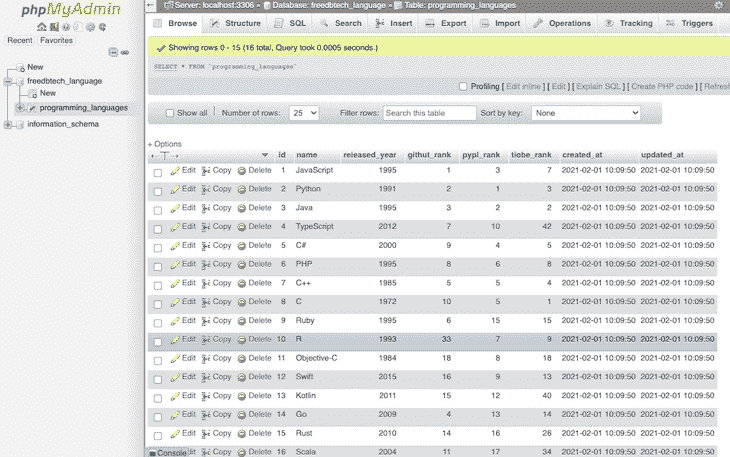 phpMyAdmin
Recent Favorites
New
freedbtech_language
New
programming_languages
information_schema
Server: localhost:3306 » Database: freedbtech_language » Table: programming_languages
Browse Structure SQL Search Insert Export Import Operations Tracking Triggers
Showing rows 0 - 15 (16 total, Query took 0.0005 seconds.)
SELECT * FROM `programming_languages`
Profiling [ Edit inline ] [ Edit ] [ Explain SQL ] [ Create PHP code ] [ Refresh
Show all Number of rows: 25 Filter rows: Search this table Sort by key: None
+ Options
←T→ id name released_year githut_rank pypl_rank tiobe_rank created_at updated_at
Edit Copy Delete 1 JavaScript 1995 1 3 7 2021-02-01 10:09:50 2021-02-01 10:09:50
Edit Copy Delete 2 Python 1991 2 1 3 2021-02-01 10:09:50 2021-02-01 10:09:50
Edit Copy Delete 3 Java 1995 3 2 2 2021-02-01 10:09:50 2021-02-01 10:09:50
Edit Copy Delete 4 TypeScript 2012 7 10 42 2021-02-01 10:09:50 2021-02-01 10:09:50
Edit Copy Delete 5 C# 2000 9 4 5 2021-02-01 10:09:50 2021-02-01 10:09:50
Edit Copy Delete 6 PHP 1995 8 6 8 2021-02-01 10:09:50 2021-02-01 10:09:50
Edit Copy Delete 7 C++ 1985 5 5 4 2021-02-01 10:09:50 2021-02-01 10:09:50
Edit Copy Delete 8 C 1972 10 5 1 2021-02-01 10:09:50 2021-02-01 10:09:50
Edit Copy Delete 9 Ruby 1995 6 15 15 2021-02-01 10:09:50 2021-02-01 10:09:50
Edit Copy Delete 10 R 1993 33 7 9 2021-02-01 10:09:50 2021-02-01 10:09:50
Edit Copy Delete 11 Objective-C 1984 18 8 18 2021-02-01 10:09:50 2021-02-01 10:09:50
Edit Copy Delete 12 Swift 2015 16 9 13 2021-02-01 10:09:50 2021-02-01 10:09:50
Edit Copy Delete 13 Kotlin 2011 15 12 40 2021-02-01 10:09:50 2021-02-01 10:09:50
Edit Copy Delete 14 Go 2009 4 13 14 2021-02-01 10:09:50 2021-02-01 10:09:50
Edit Copy Delete 15 Rust 2010 14 16 26 2021-02-01 10:09:50 2021-02-01 10:09:50
Console Copy Delete 16 Scala 2004 11 17 34 2021-02-01 10:09:50 2021-02-01 10:09:50